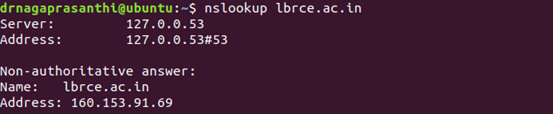 drnagaprasanthi@ubuntu:~$ nslookup lbrce.ac.in
Server:         127.0.0.53
Address:        127.0.0.53#53

Non-authoritative answer:
Name:   lbrce.ac.in
Address: 160.153.91.69